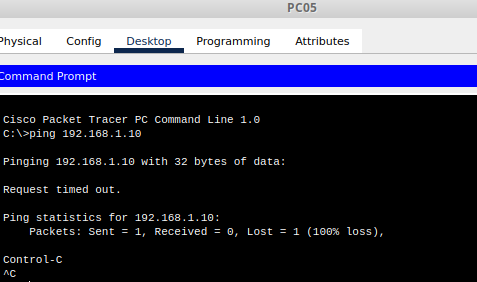 PC05
Physical Config Desktop Programming Attributes
Command Prompt
Cisco Packet Tracer PC Command Line 1.0
C:\>ping 192.168.1.10
Pinging 192.168.1.10 with 32 bytes of data:
Request timed out.
Ping statistics for 192.168.1.10:
Packets: Sent = 1, Received = 0, Lost = 1 (100% loss),
Control-C
^C